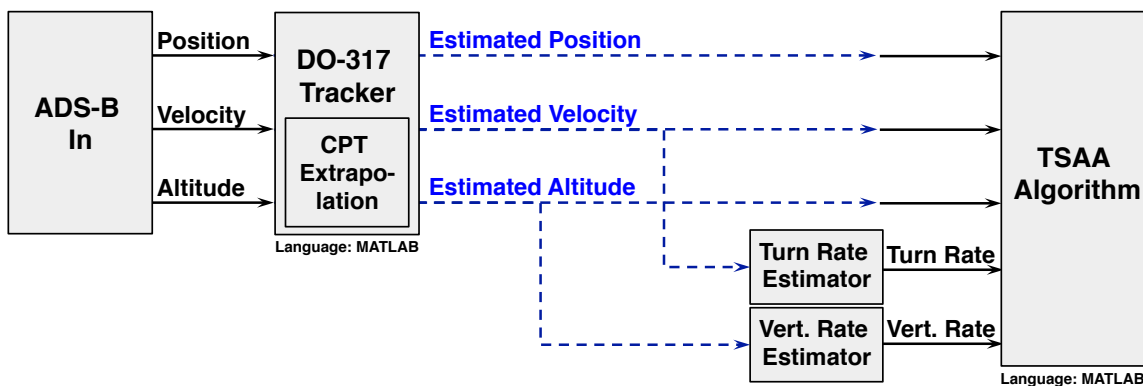 ADS-B
In
Position
Velocity
Altitude
DO-317
Tracker
CPT
Extrapo-
lation
Language: MATLAB
Estimated Position
Estimated Velocity
Estimated Altitude
Turn Rate
Estimator
Turn Rate
Vert. Rate
Estimator
Vert. Rate
TSAA
Algorithm
Language: MATLAB